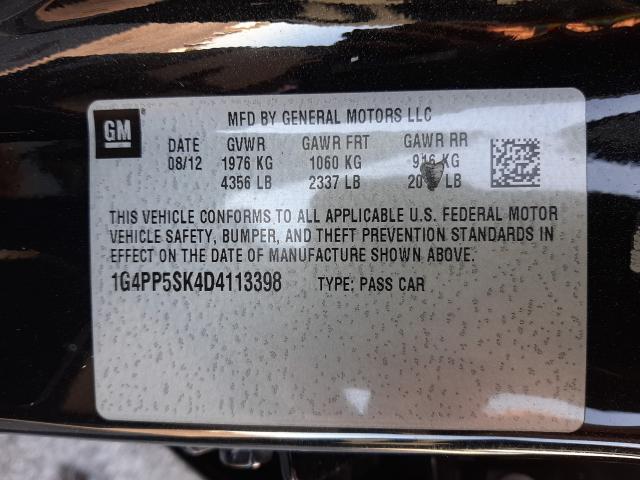 MFD BY GENERAL MOTORS LLC
GM
DATE GVWR GAWR FRT GAWR RR
08/12 1976 KG 1060 KG KG
4356 LB 2337 LB LB
THIS VEHICLE CONFORMS TO ALL APPLICABLE U.S. FEDERAL MOTOR
VEHICLE SAFETY, BUMPER, AND THEFT PREVENTION STANDARDS IN
EFFECT ON THE DATE OF MANUFACTURE SHOWN ABOVE.
1G4PP5SK4D4113398 TYPE: PASS CAR